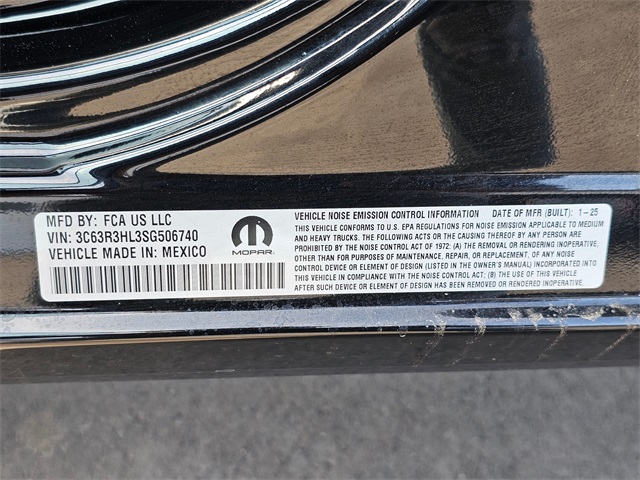 MFD BY: FCA US LLC
VIN: 3C63R3HL3SG506740
VEHICLE MADE IN: MEXICO
MOPAR
VEHICLE NOISE EMISSION CONTROL INFORMATION DATE OF MFR (BUILT): 1-25
THIS VEHICLE CONFORMS TO U.S. EPA REGULATIONS FOR NOISE EMISSION APPLICABLE TO MEDIUM
AND HEAVY TRUCKS. THE FOLLOWING ACTS OR THE CAUSING THEREOF BY ANY PERSON ARE
PROHIBITED BY THE NOISE CONTROL ACT OF 1972: (A) THE REMOVAL OR RENDERING INOPERATIVE,
OTHER THAN FOR PURPOSES OF MAINTENANCE, REPAIR, OR REPLACEMENT, OF ANY NOISE
CONTROL DEVICE OR ELEMENT OF DESIGN (LISTED IN THE OWNER'S MANUAL) INCORPORATED INTO
THIS VEHICLE IN COMPLIANCE WITH THE NOISE CONTROL ACT; (B) THE USE OF THIS VEHICLE
AFTER SUCH DEVICE OR ELEMENT OF DESIGN HAS BEEN REMOVED OR RENDERED INOPERATIVE.